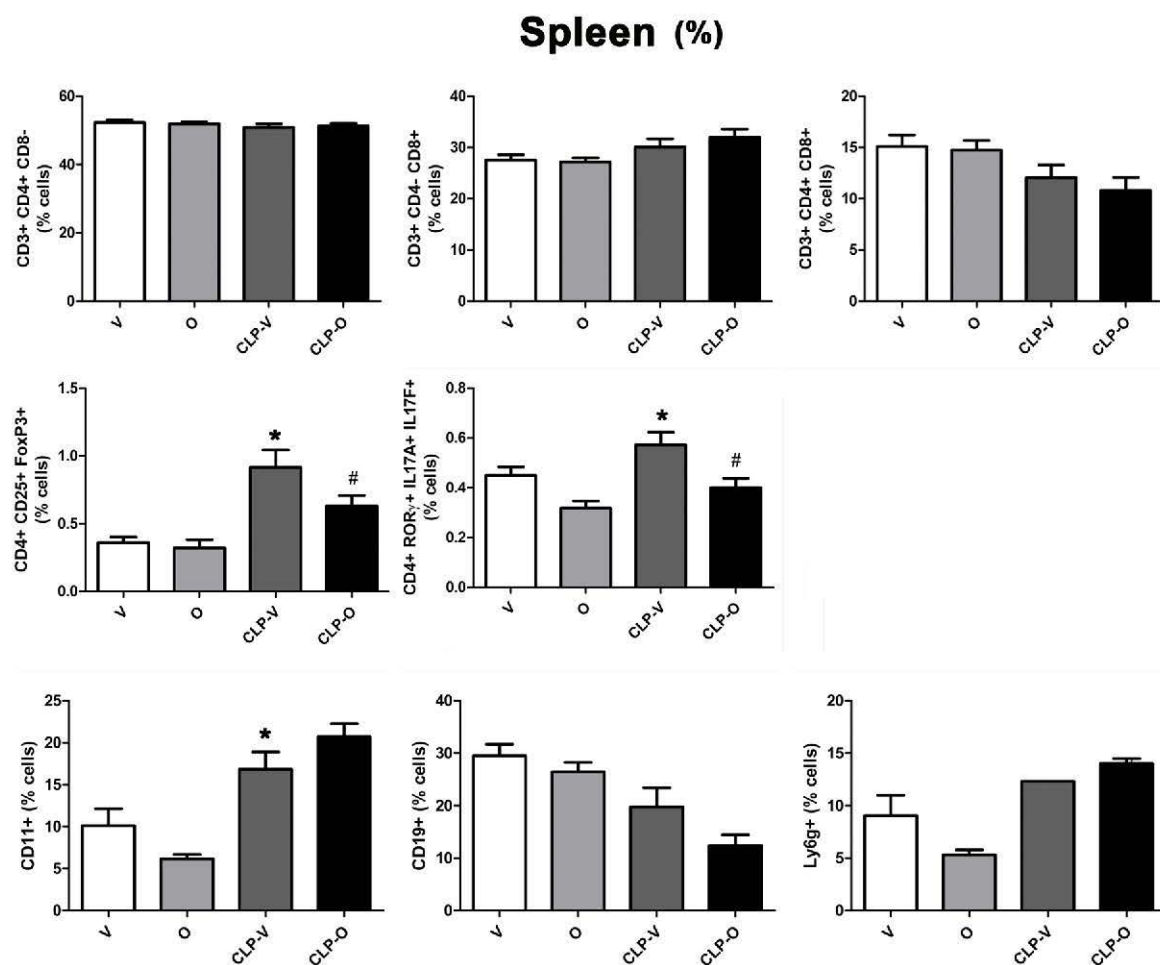 Spleen (%)
CD3+ CD4+ CD8-
(% cells)
60
40
20
0
V
O
CLP-V
CLP-O
CD3+ CD4- CD8+
(% cells)
40
30
20
10
0
V
O
CLP-V
CLP-O
CD3+ CD4+ CD8+
(% cells)
20
15
10
5
0
V
O
CLP-V
CLP-O
CD4+ CD25+ FoxP3+
(% cells)
1.5
1.0
0.5
0.0
*
#
V
O
CLP-V
CLP-O
CD4+ RORγ+ IL17A+ IL17F+
(% cells)
0.8
0.6
0.4
0.2
0.0
*
#
V
O
CLP-V
CLP-O
CD11+ (% cells)
25
20
15
10
5
0
*
V
O
CLP-V
CLP-O
CD19+ (% cells)
40
30
20
10
0
V
O
CLP-V
CLP-O
Ly6g+ (% cells)
20
15
10
5
0
V
O
CLP-V
CLP-O